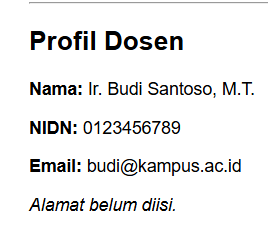 Profil Dosen
Nama: Ir. Budi Santoso, M.T.
NIDN: 0123456789
Email: budi@kampus.ac.id
Alamat belum diisi.